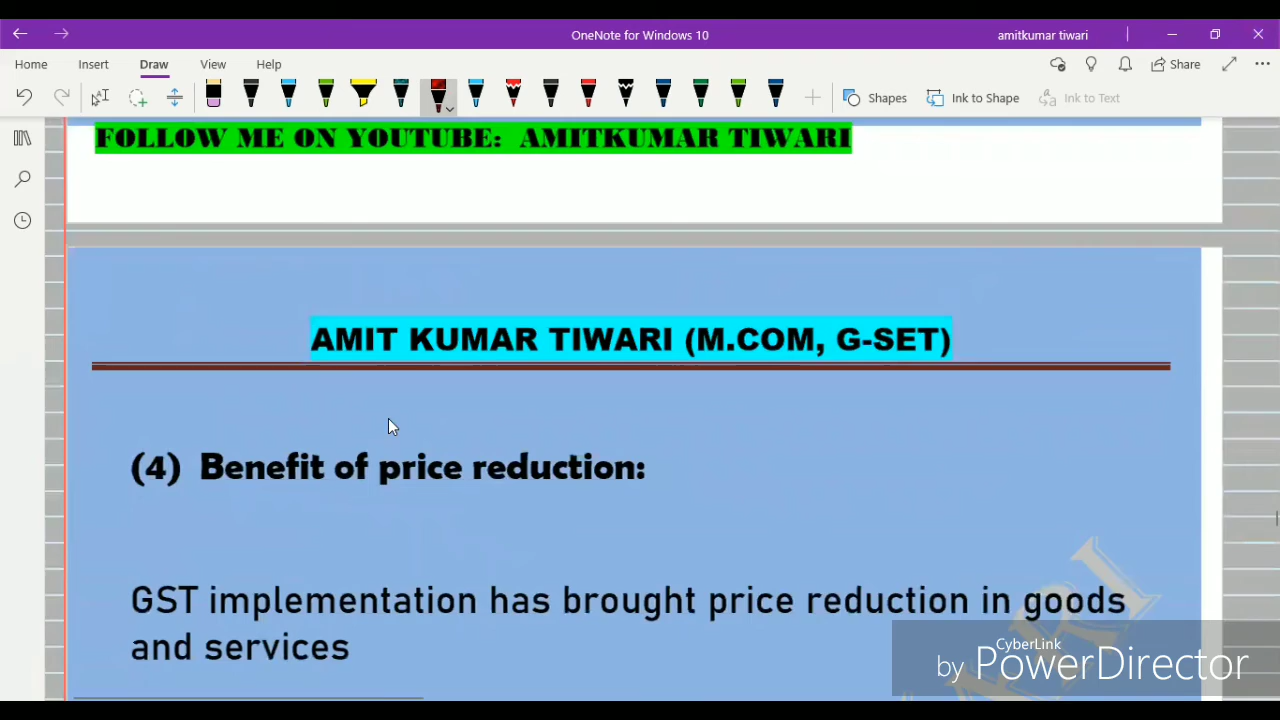 OneNote for Windows 10
amitkumar tiwari
Home
Insert
Draw
View
Help
Share
Shapes
Ink to Shape
Ink to Text
FOLLOW ME ON YOUTUBE: AMITKUMAR TIWARI
AMIT KUMAR TIWARI (M.COM, G-SET)
(4) Benefit of price reduction:
GST implementation has brought price reduction in goods
and services
CyberLink
by PowerDirector